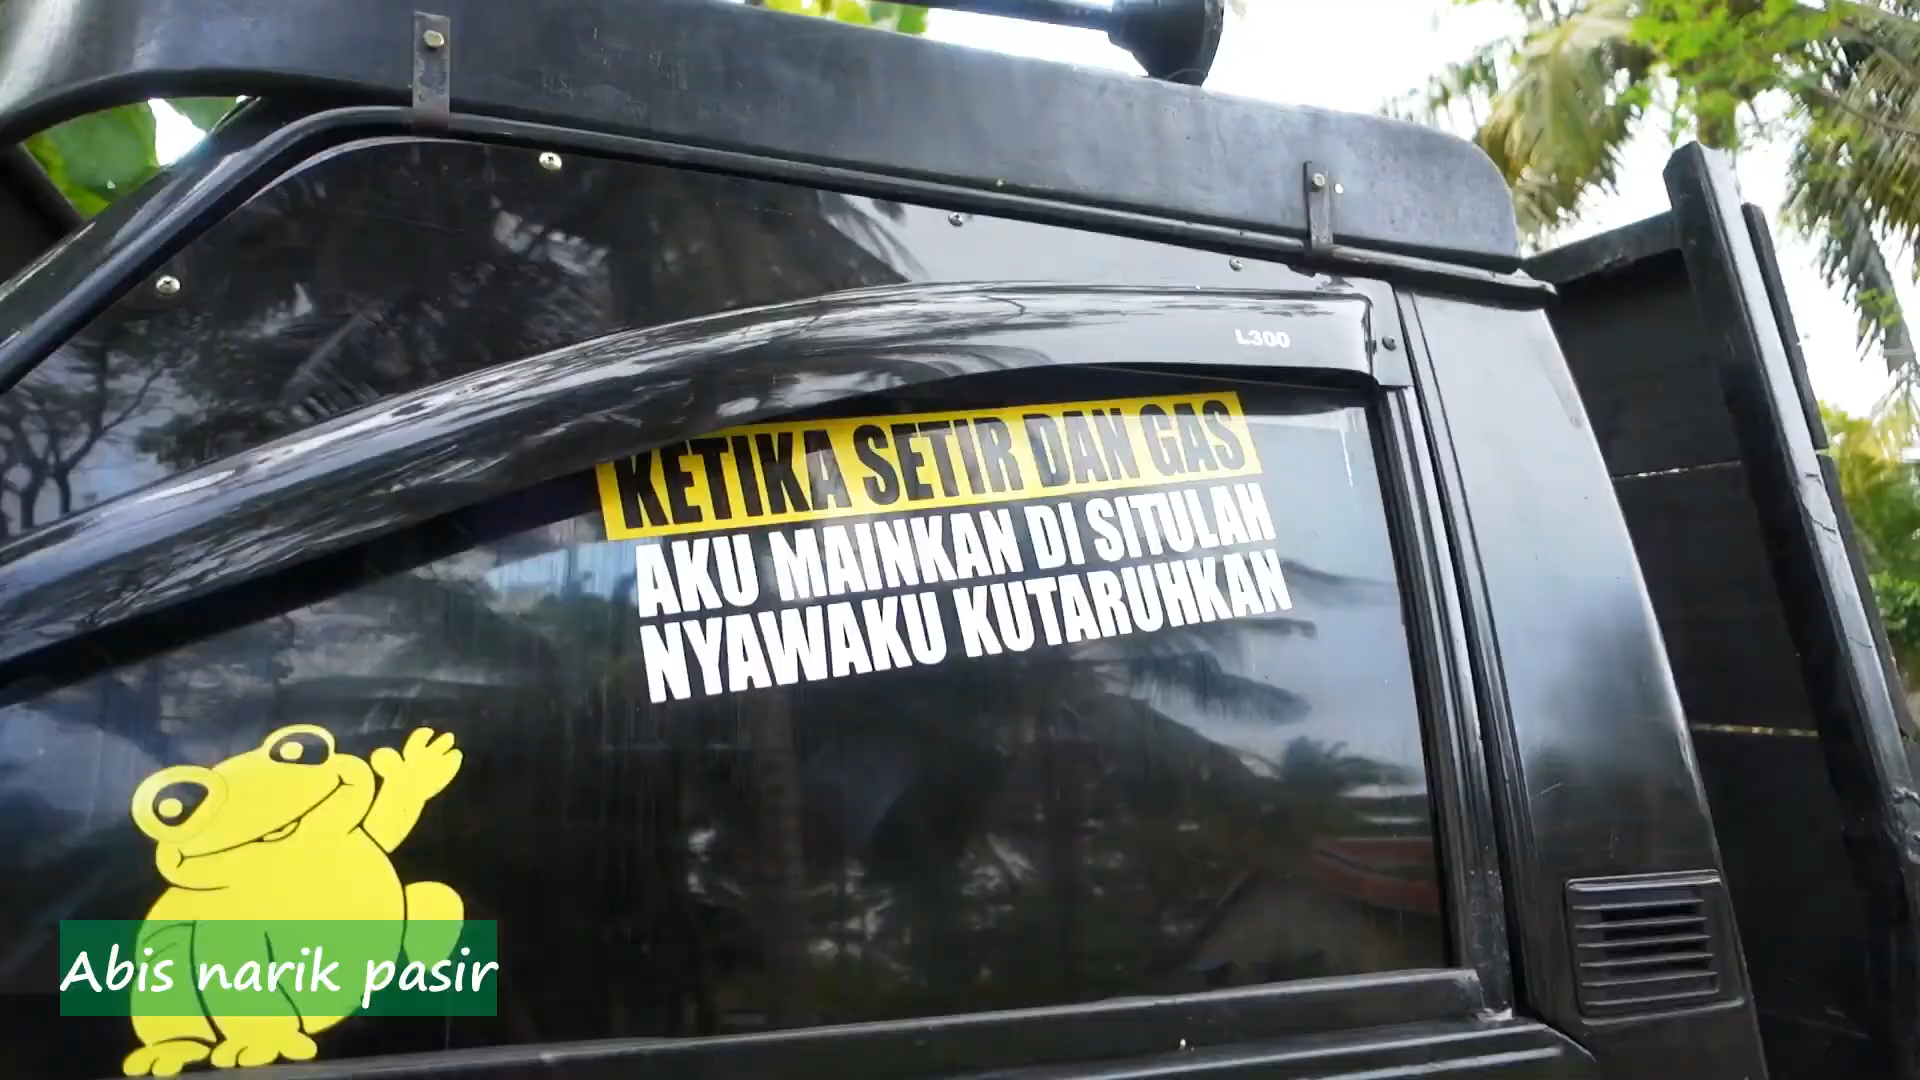 L300
KETIKA SETIR DAN GAS
AKU MAINKAN DI SITULAH
NYAWAKU KUTARUHKAN
Abis narik pasir